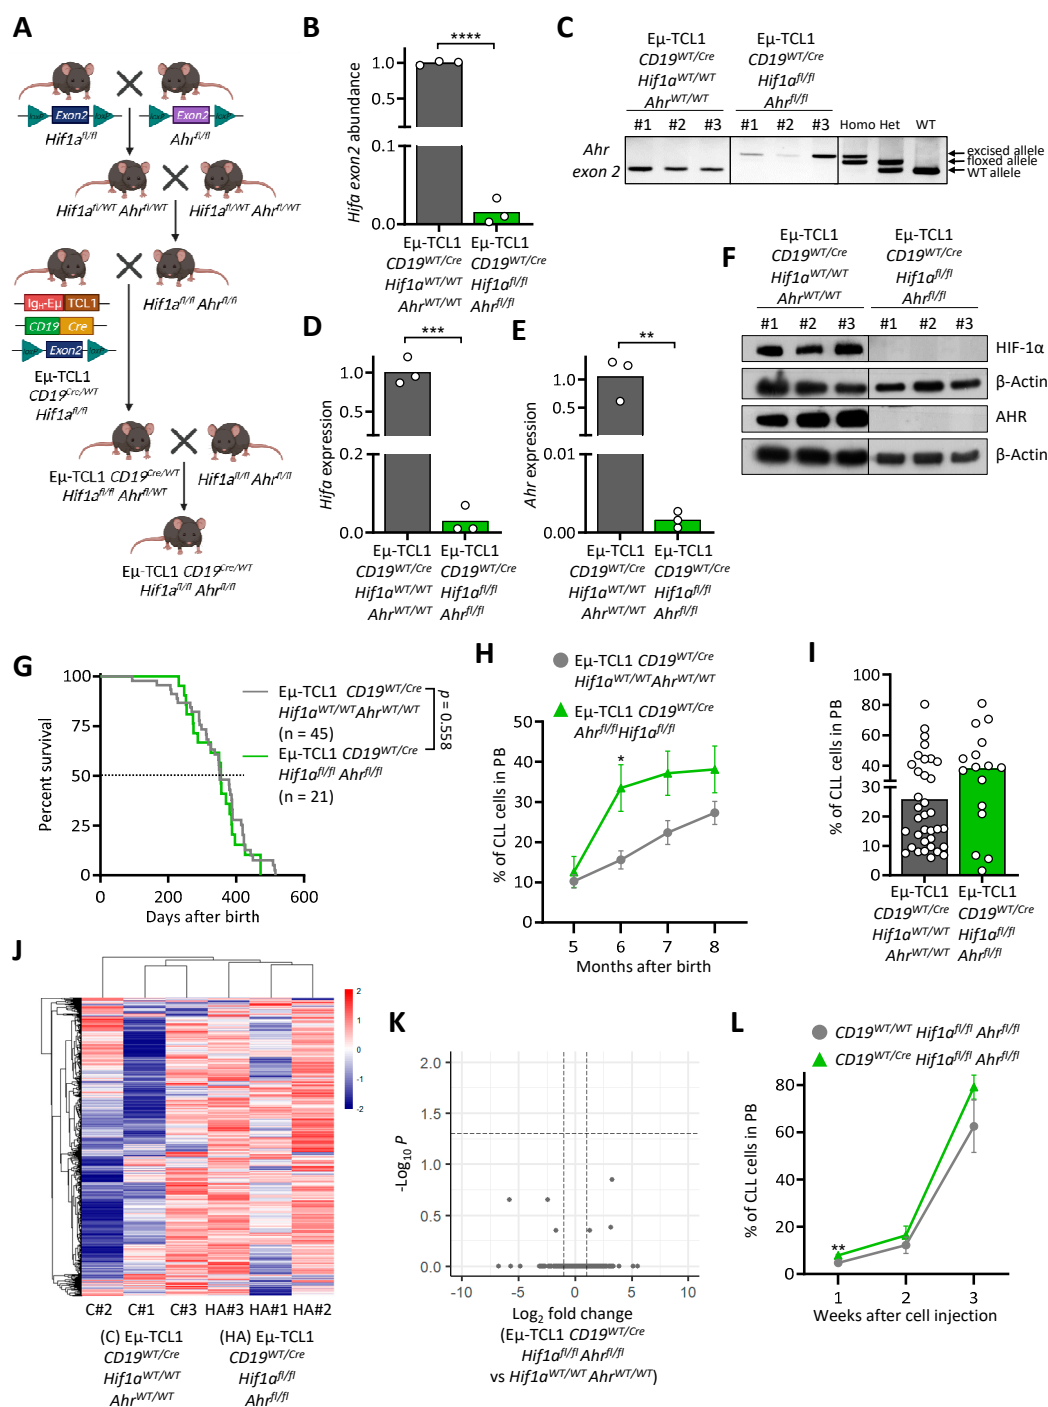 A
loxP Exon2 loxP
Hif1a^fl/fl
loxP Exon2 loxP
Ahr^fl/fl
Hif1a^fl/WT Ahr^fl/WT
Hif1a^fl/WT Ahr^fl/WT
Ig_H-Eµ TCL1
CD19 Cre
loxP Exon2 loxP
Eµ-TCL1
CD19^Cre/WT
Hif1a^fl/fl
Hif1a^fl/fl Ahr^fl/fl
Eµ-TCL1 CD19^Cre/WT
Hif1a^fl/fl Ahr^fl/WT
Hif1a^fl/fl Ahr^fl/fl
Eµ-TCL1 CD19^Cre/WT
Hif1a^fl/fl Ahr^fl/fl
B
Hifa exon2 abundance
1.0
0.5
0.1
0.0
****
Eµ-TCL1
CD19^WT/Cre
Hif1a^WT/WT
Ahr^WT/WT
Eµ-TCL1
CD19^WT/Cre
Hif1a^fl/fl
Ahr^fl/fl
C
Eµ-TCL1
CD19^WT/Cre
Hif1a^WT/WT
Ahr^WT/WT
Eµ-TCL1
CD19^WT/Cre
Hif1a^fl/fl
Ahr^fl/fl
#1 #2 #3 #1 #2 #3 Homo Het WT
Ahr
exon 2
excised allele
floxed allele
WT allele
D
Hifa expression
1.0
0.5
0.2
0.0
***
Eµ-TCL1
CD19^WT/Cre
Hif1a^WT/WT
Ahr^WT/WT
Eµ-TCL1
CD19^WT/Cre
Hif1a^fl/fl
Ahr^fl/fl
E
Ahr expression
1.0
0.5
0.01
0.00
**
Eµ-TCL1
CD19^WT/Cre
Hif1a^WT/WT
Ahr^WT/WT
Eµ-TCL1
CD19^WT/Cre
Hif1a^fl/fl
Ahr^fl/fl
F
Eµ-TCL1
CD19^WT/Cre
Hif1a^WT/WT
Ahr^WT/WT
Eµ-TCL1
CD19^WT/Cre
Hif1a^fl/fl
Ahr^fl/fl
#1 #2 #3 #1 #2 #3
HIF-1α
β-Actin
AHR
β-Actin
G
Percent survival
100
50
0
0 200 400 600
Days after birth
Eµ-TCL1 CD19^WT/Cre
Hif1a^WT/WT Ahr^WT/WT
(n = 45)
Eµ-TCL1 CD19^WT/Cre
Hif1a^fl/fl Ahr^fl/fl
(n = 21)
p = 0.558
H
Eµ-TCL1 CD19^WT/Cre
Hif1a^WT/WT Ahr^WT/WT
Eµ-TCL1 CD19^WT/Cre
Ahr^fl/fl Hif1a^fl/fl
% of CLL cells in PB
50
40
30
20
10
0
*
5 6 7 8
Months after birth
I
% of CLL cells in PB
100
80
60
40
30
20
10
0
Eµ-TCL1
CD19^WT/Cre
Hif1a^WT/WT
Ahr^WT/WT
Eµ-TCL1
CD19^WT/Cre
Hif1a^fl/fl
Ahr^fl/fl
J
2
1
0
-1
-2
C#2 C#1 C#3 HA#3 HA#1 HA#2
(C) Eµ-TCL1
CD19^WT/Cre
Hif1a^WT/WT
Ahr^WT/WT
(HA) Eµ-TCL1
CD19^WT/Cre
Hif1a^fl/fl
Ahr^fl/fl
K
-Log10 P
2.0
1.5
1.0
0.5
0.0
-10 -5 0 5 10
Log2 fold change
(Eµ-TCL1 CD19^WT/Cre
Hif1a^fl/fl Ahr^fl/fl
vs Hif1a^WT/WT Ahr^WT/WT)
L
CD19^WT/WT Hif1a^fl/fl Ahr^fl/fl
CD19^WT/Cre Hif1a^fl/fl Ahr^fl/fl
% of CLL cells in PB
80
60
40
20
0
**
1 2 3
Weeks after cell injection